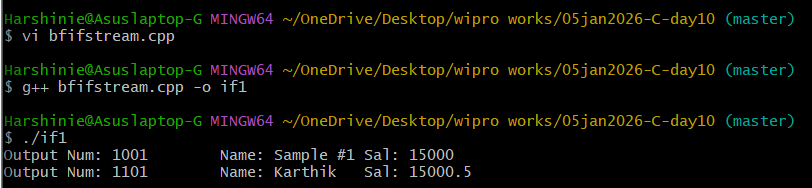 Harshinie@Asuslaptop-G MINGW64 ~/OneDrive/Desktop/wipro works/05jan2026-C-day10 (master)
$ vi bfifstream.cpp
Harshinie@Asuslaptop-G MINGW64 ~/OneDrive/Desktop/wipro works/05jan2026-C-day10 (master)
$ g++ bfifstream.cpp -o if1
Harshinie@Asuslaptop-G MINGW64 ~/OneDrive/Desktop/wipro works/05jan2026-C-day10 (master)
$ ./if1
Output Num: 1001        Name: Sample #1 Sal: 15000
Output Num: 1101        Name: Karthik   Sal: 15000.5